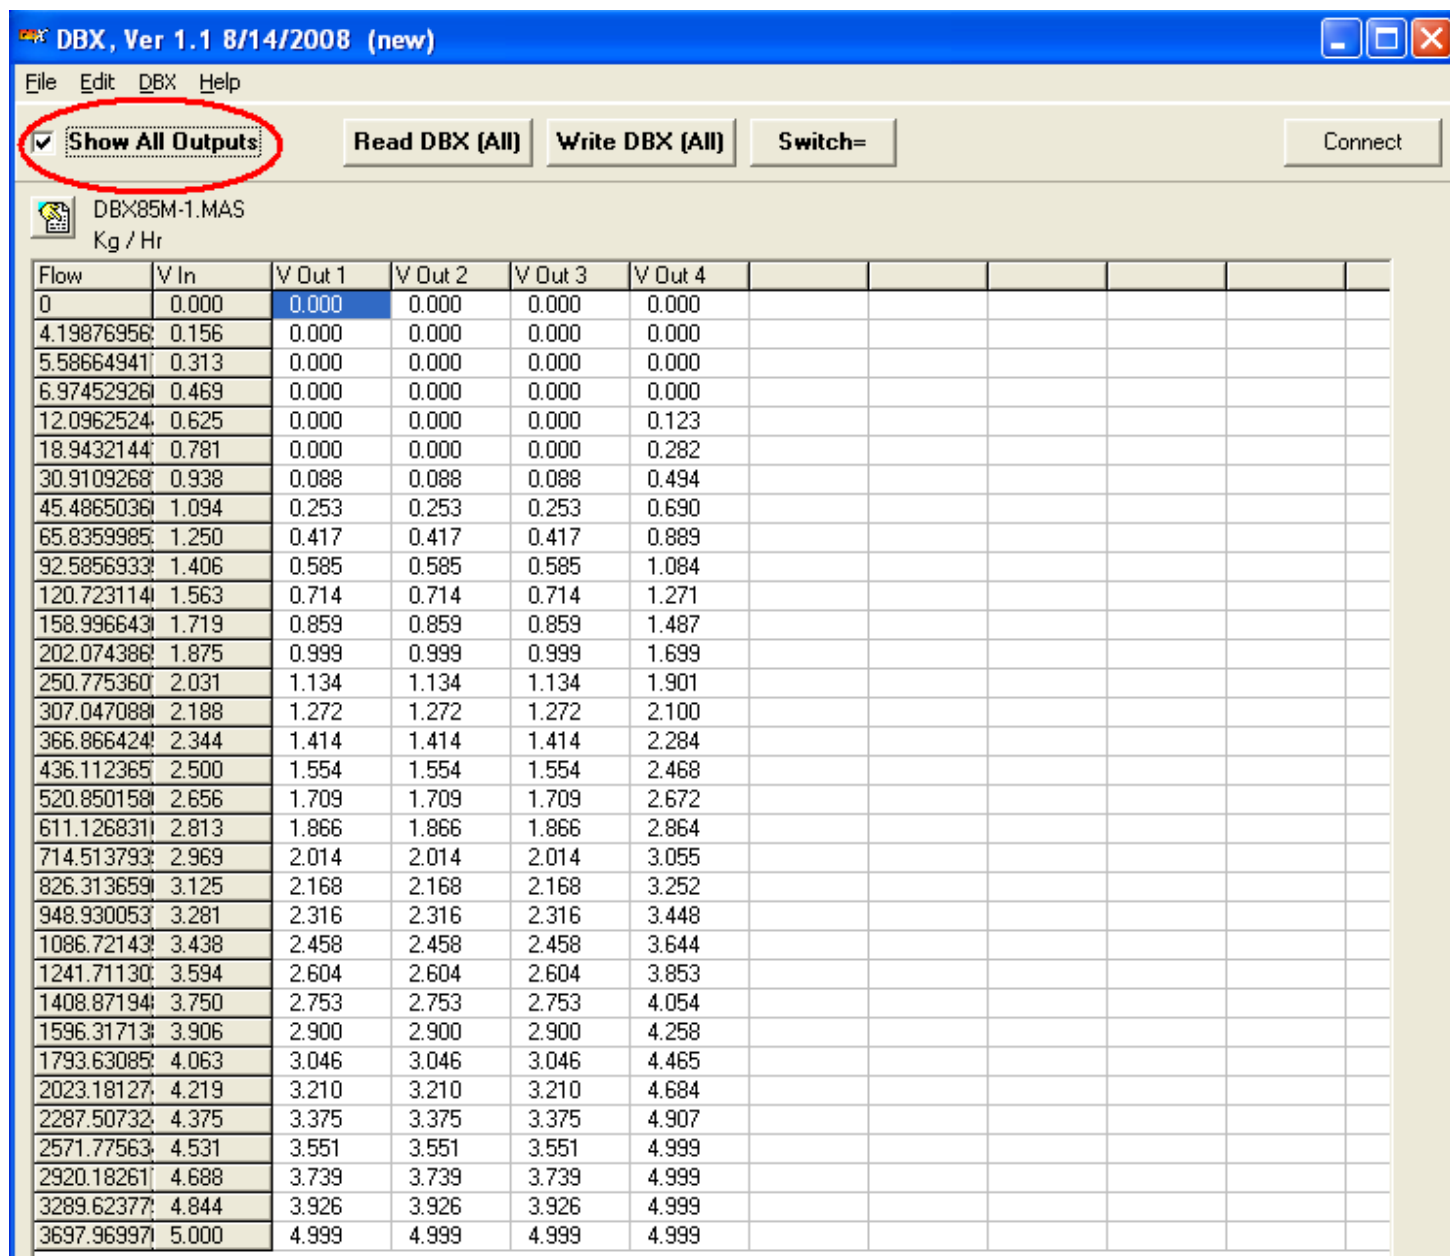 DBX, Ver 1.1 8/14/2008 (new)
File Edit DBX Help
Show All Outputs Read DBX (All) Write DBX (All) Switch= Connect
DBX85M-1.MAS
Kg / Hr
Flow V In V Out 1 V Out 2 V Out 3 V Out 4
0 0.000 0.000 0.000 0.000 0.000
4.19876956 0.156 0.000 0.000 0.000 0.000
5.58664941 0.313 0.000 0.000 0.000 0.000
6.97452926 0.469 0.000 0.000 0.000 0.000
12.0962524 0.625 0.000 0.000 0.000 0.123
18.9432144 0.781 0.000 0.000 0.000 0.282
30.9109268 0.938 0.088 0.088 0.088 0.494
45.4865036 1.094 0.253 0.253 0.253 0.690
65.8359985 1.250 0.417 0.417 0.417 0.889
92.5856933 1.406 0.585 0.585 0.585 1.084
120.723114 1.563 0.714 0.714 0.714 1.271
158.996643 1.719 0.859 0.859 0.859 1.487
202.074386 1.875 0.999 0.999 0.999 1.699
250.775360 2.031 1.134 1.134 1.134 1.901
307.047088 2.188 1.272 1.272 1.272 2.100
366.866424 2.344 1.414 1.414 1.414 2.284
436.112365 2.500 1.554 1.554 1.554 2.468
520.850158 2.656 1.709 1.709 1.709 2.672
611.126831 2.813 1.866 1.866 1.866 2.864
714.513793 2.969 2.014 2.014 2.014 3.055
826.313659 3.125 2.168 2.168 2.168 3.252
948.930053 3.281 2.316 2.316 2.316 3.448
1086.72143 3.438 2.458 2.458 2.458 3.644
1241.71130 3.594 2.604 2.604 2.604 3.853
1408.87194 3.750 2.753 2.753 2.753 4.054
1596.31713 3.906 2.900 2.900 2.900 4.258
1793.63085 4.063 3.046 3.046 3.046 4.465
2023.18127 4.219 3.210 3.210 3.210 4.684
2287.50732 4.375 3.375 3.375 3.375 4.907
2571.77563 4.531 3.551 3.551 3.551 4.999
2920.18261 4.688 3.739 3.739 3.739 4.999
3289.62377 4.844 3.926 3.926 3.926 4.999
3697.96997 5.000 4.999 4.999 4.999 4.999